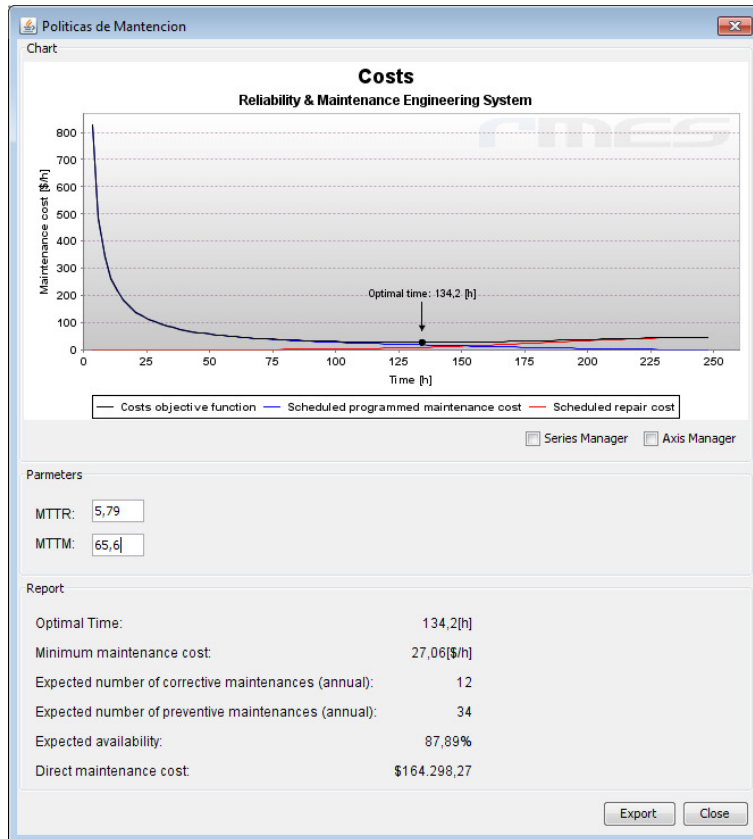 Politicas de Mantencion
Chart
Costs
Reliability & Maintenance Engineering System
rmes
Maintenance cost [$/h]
800
700
600
500
400
300
200
100
0
Optimal time: 134,2 [h]
0 25 50 75 100 125 150 175 200 225 250
Time [h]
Costs objective function Scheduled programmed maintenance cost Scheduled repair cost
Series Manager Axis Manager
Parmeters
MTTR: 5,79
MTTM: 65,6
Report
Optimal Time: 134,2[h]
Minimum maintenance cost: 27,06[$/h]
Expected number of corrective maintenances (annual): 12
Expected number of preventive maintenances (annual): 34
Expected availability: 87,89%
Direct maintenance cost: $164.298,27
Export Close